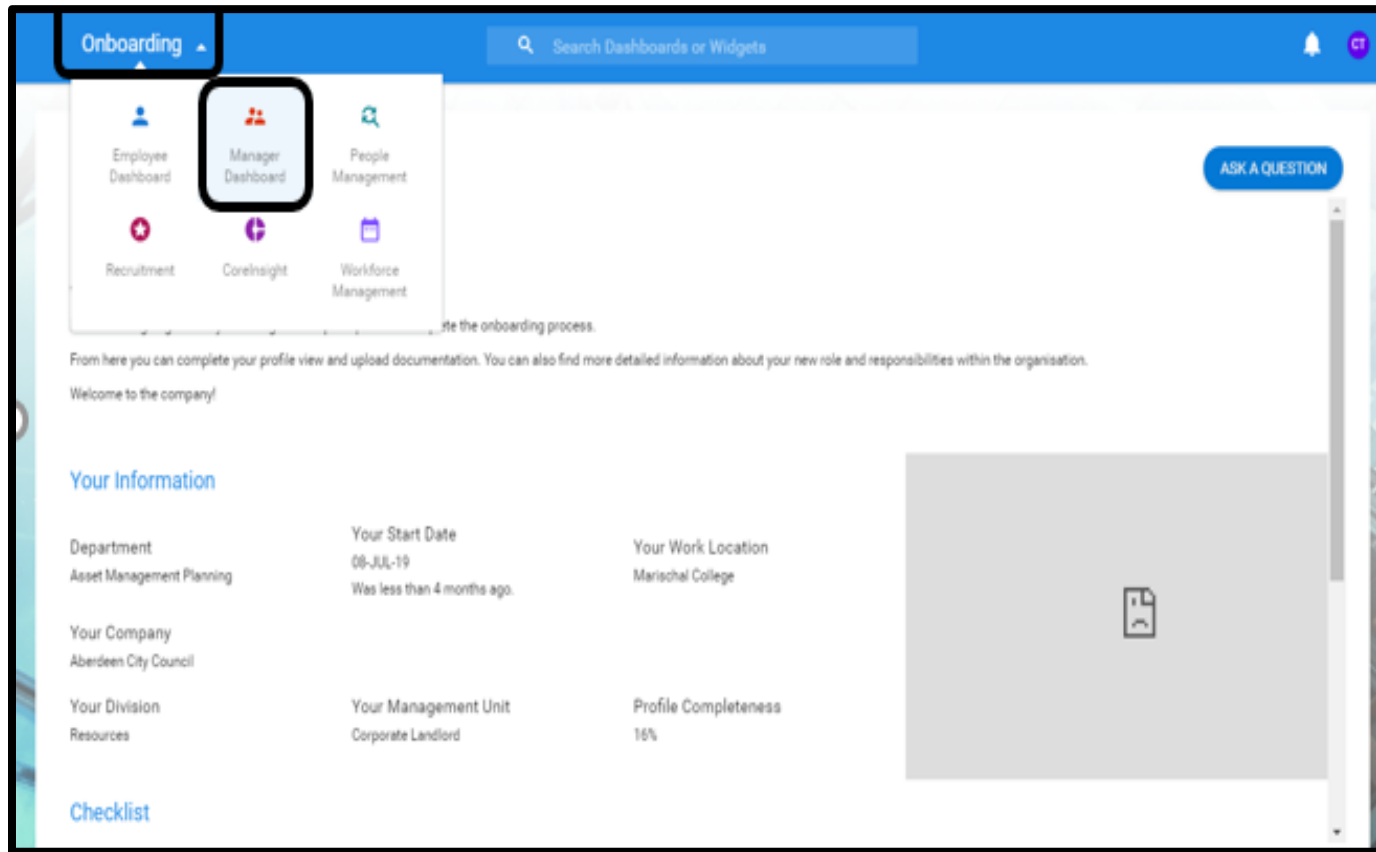 Onboarding
Search Dashboards or Widgets
CT
Employee Dashboard
Manager Dashboard
People Management
Recruitment
CoreInsight
Workforce Management
ASK A QUESTION
the onboarding process.
From here you can complete your profile view and upload documentation. You can also find more detailed information about your new role and responsibilities within the organisation.
Welcome to the company!
Your Information
Department
Asset Management Planning
Your Start Date
08-JUL-19
Was less than 4 months ago.
Your Work Location
Marischal College
Your Company
Aberdeen City Council
Your Division
Resources
Your Management Unit
Corporate Landlord
Profile Completeness
16%
Checklist